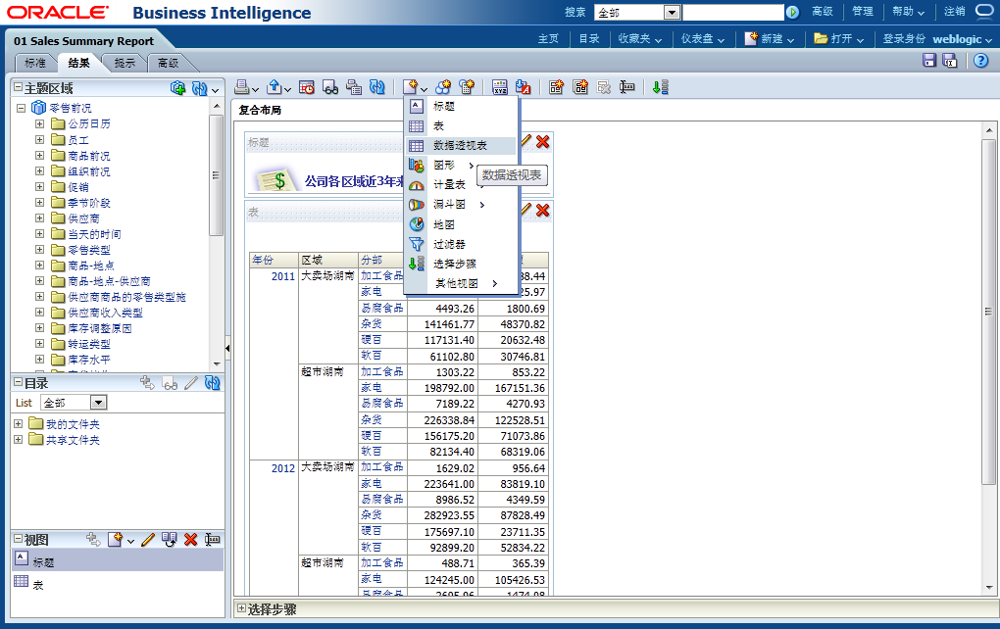 ORACLE Business Intelligence
搜索 全部 高级 管理 帮助 注销
01 Sales Summary Report
主页 目录 收藏夹 仪表盘 新建 打开 登录身份 weblogic
标准 结果 提示 高级
主题区域
零售前况
公历日历
员工
商品前况
组织前况
促销
季节阶段
供应商
当天的时间
零售类型
商品-地点
商品-地点-供应商
供应商商品的零售类型施
供应商收入类型
库存调整原因
转运类型
库存水平
目录
List 全部
我的文件夹
共享文件夹
视图
标题
表
复合布局
标题
公司各区域近3年来
表
标题
表
数据透视表
图形
计量表
漏斗图
地图
过滤器
选择步骤
其他视图
数据透视表
年份 区域 分部
2011 大卖场湖南 加工食品 38.44
家电 25.97
易腐食品 4493.26 1800.69
杂货 141461.77 48370.82
硬百 117131.40 20632.48
软百 61102.80 30746.81
超市湖南 加工食品 1303.22 853.22
家电 198792.00 167151.36
易腐食品 7189.22 4270.93
杂货 226338.84 122528.51
硬百 156175.20 71073.86
软百 82134.40 68319.06
2012 大卖场湖南 加工食品 1629.02 956.64
家电 223641.00 83819.10
易腐食品 8986.52 4349.59
杂货 282923.55 87828.49
硬百 175697.10 23711.35
软百 92899.20 52834.22
超市湖南 加工食品 488.71 365.39
家电 124245.00 105426.53
易腐食品 2695.96 1474.08
选择步骤